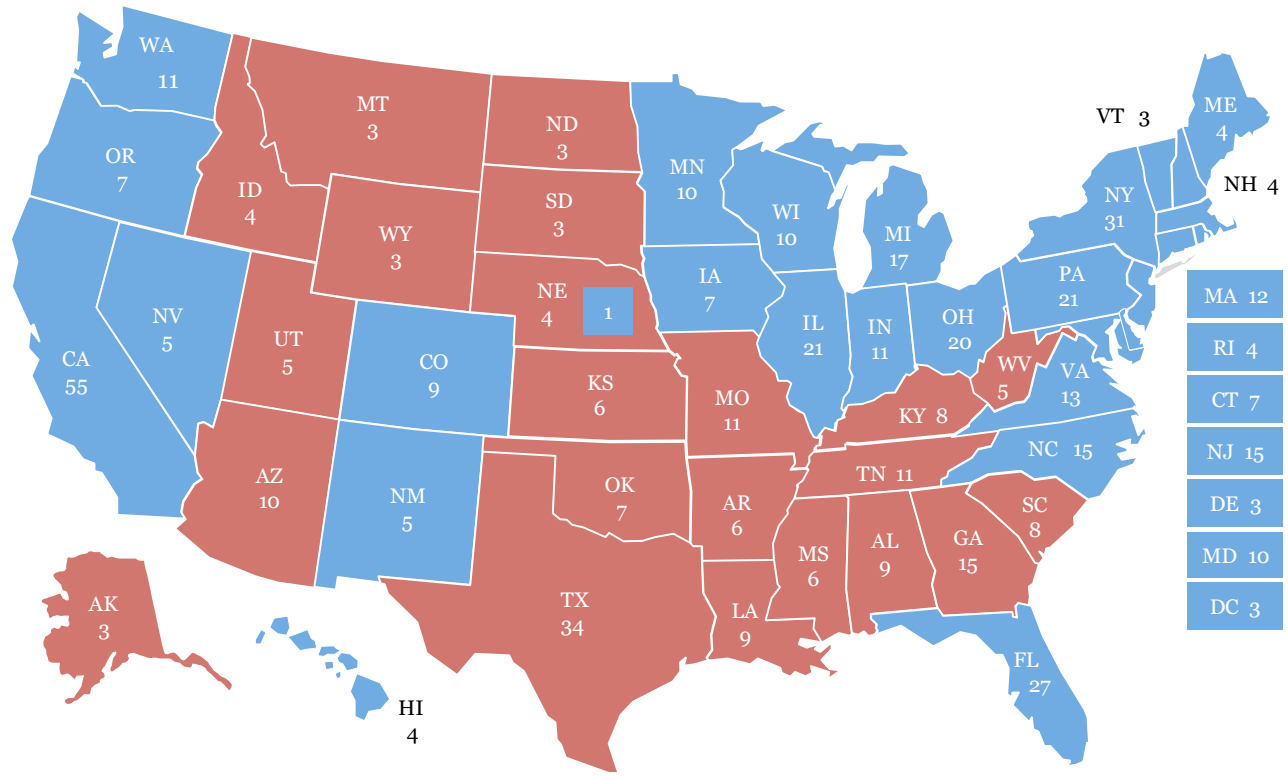 WA
11
OR
7
CA
55
NV
5
ID
4
MT
3
WY
3
UT
5
AZ
10
CO
9
NM
5
ND
3
SD
3
NE
4
1
KS
6
OK
7
TX
34
MN
10
IA
7
MO
11
AR
6
LA
9
WI
10
IL
21
MI
17
IN
11
OH
20
KY 8
TN 11
MS
6
AL
9
GA
15
FL
27
SC
8
NC 15
VA
13
WV
5
PA
21
NY
31
VT 3
ME
4
NH 4
MA 12
RI 4
CT 7
NJ 15
DE 3
MD 10
DC 3
AK
3
HI
4